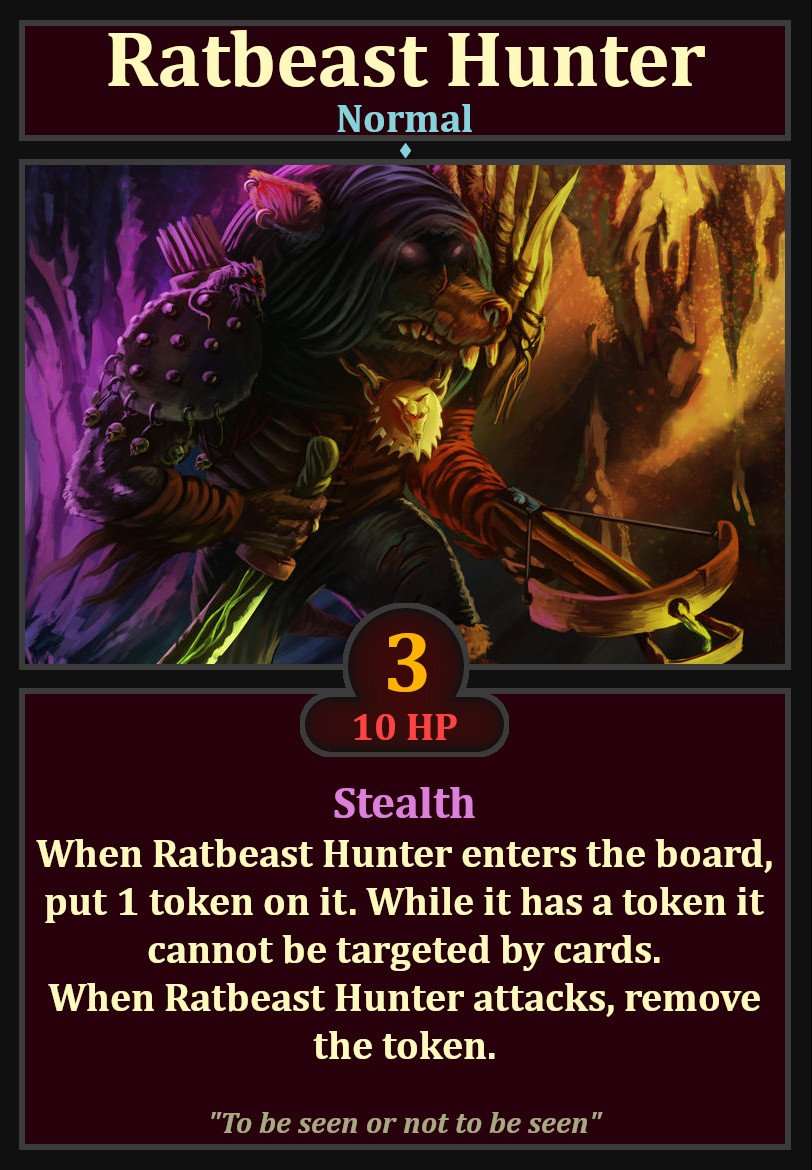 Ratbeast Hunter
Normal
3
10 HP
Stealth
When Ratbeast Hunter enters the board,
put 1 token on it. While it has a token it
cannot be targeted by cards.
When Ratbeast Hunter attacks, remove
the token.
"To be seen or not to be seen"